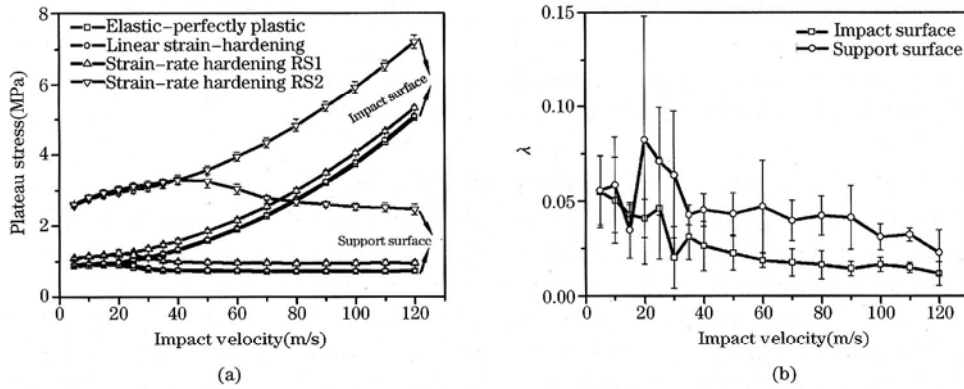 Elastic-perfectly plastic
Linear strain-hardening
Strain-rate hardening RS1
Strain-rate hardening RS2
Impact surface
Support surface
Plateau stress(MPa)
8
6
4
2
0
0 20 40 60 80 100 120
Impact velocity(m/s)
(a)
Impact surface
Support surface
λ
0.15
0.10
0.05
0.00
0 20 40 60 80 100 120
Impact velocity(m/s)
(b)